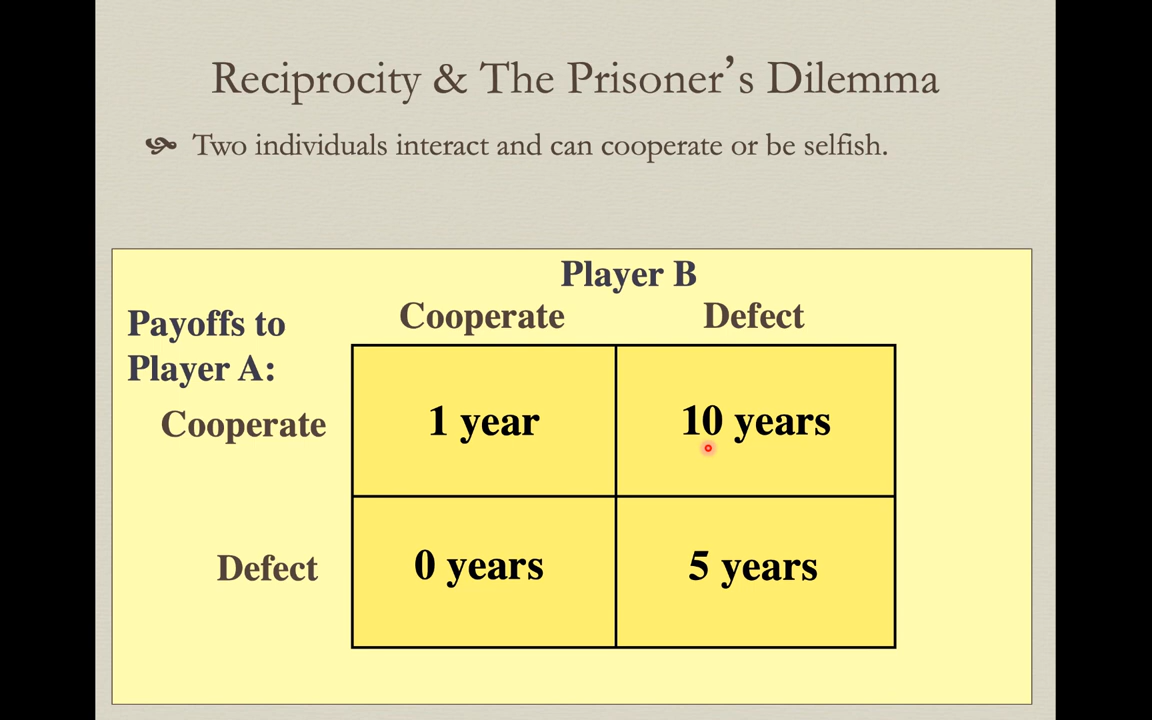 Reciprocity & The Prisoner’s Dilemma
Two individuals interact and can cooperate or be selfish.
Player B
Cooperate Defect
Payoffs to
Player A:
Cooperate 1 year 10 years
Defect 0 years 5 years